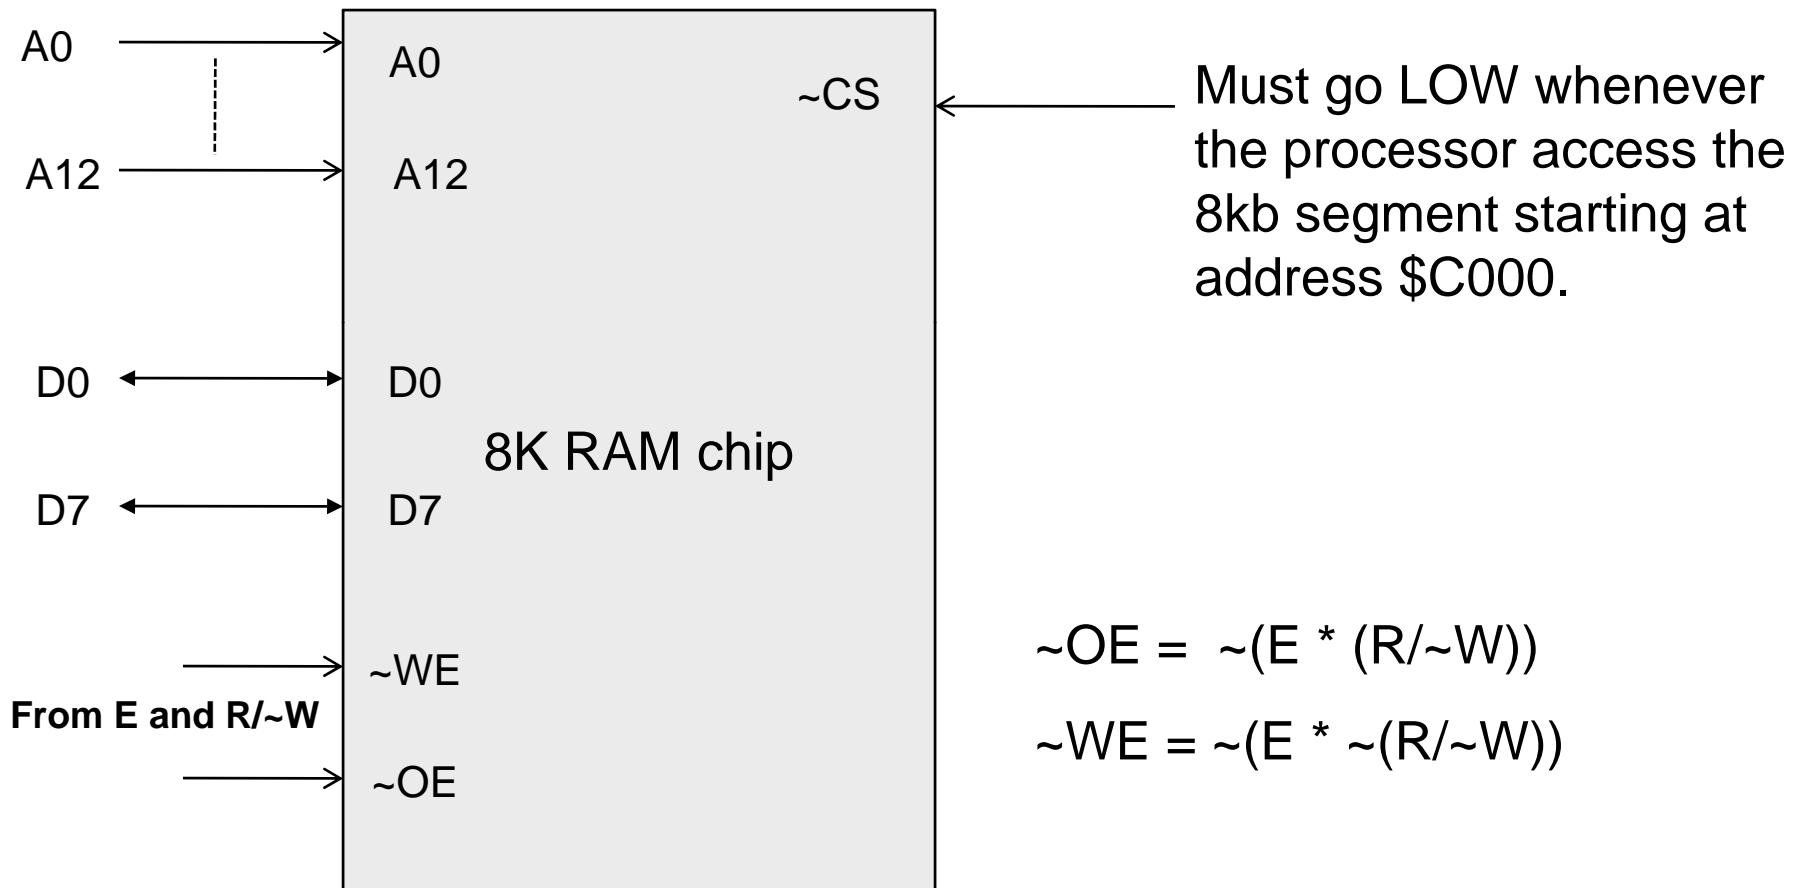 A0
A0
~CS
A12
A12
Must go LOW whenever
the processor access the
8kb segment starting at
address $C000.
D0
D0
8K RAM chip
D7
D7
~WE
From E and R/~W
~OE
~OE = ~(E * (R/~W))
~WE = ~(E * ~(R/~W))